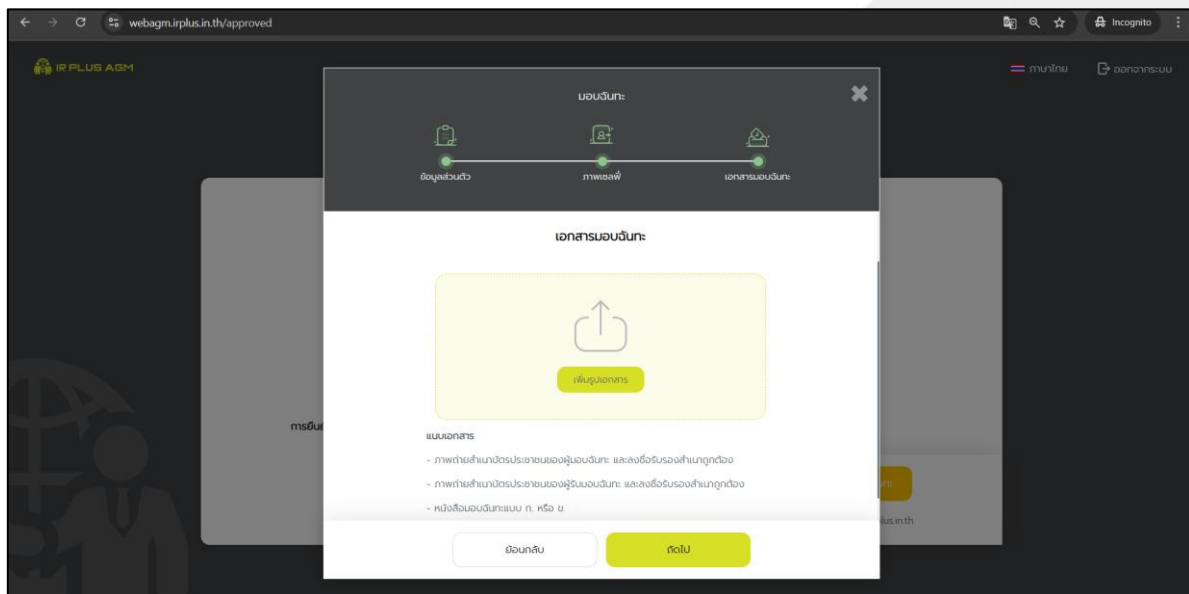 webagm.irplus.in.th/approved
Incognito
IR PLUS AGM
ภาษาไทย
ออกจากระบบ
มอบฉันทะ
ข้อมูลส่วนตัว
ภาพเซลฟี่
เอกสารมอบฉันทะ
เอกสารมอบฉันทะ
เพิ่มรูปเอกสาร
แนบเอกสาร
- ภาพถ่ายสำเนาบัตรประชาชนของผู้มอบฉันทะ และลงชื่อรับรองสำเนาถูกต้อง
- ภาพถ่ายสำเนาบัตรประชาชนของผู้รับมอบฉันทะ และลงชื่อรับรองสำเนาถูกต้อง
- หนังสือมอบฉันทะแบบ ก. หรือ ข.
ย้อนกลับ
ถัดไป